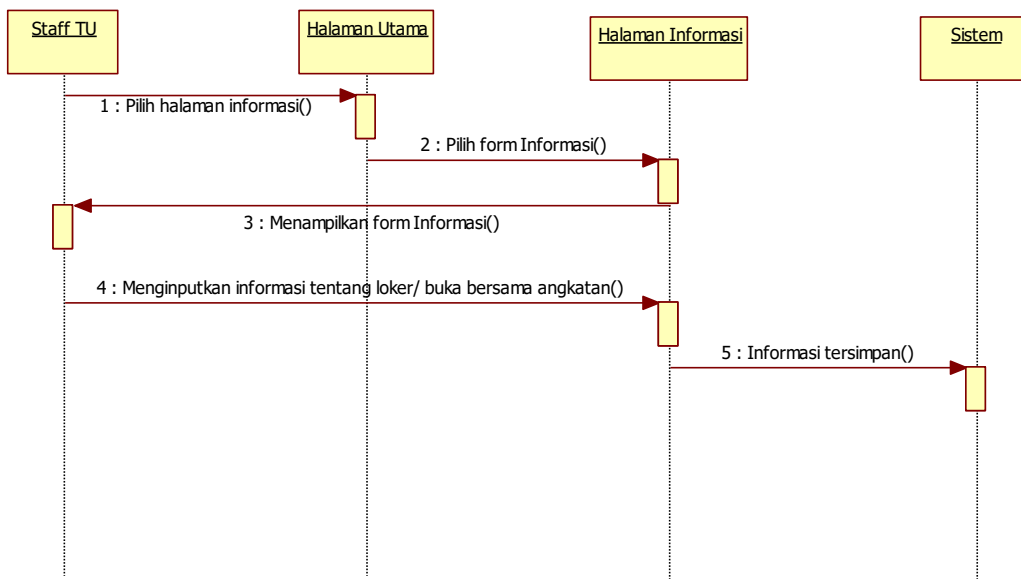 Staff TU
Halaman Utama
Halaman Informasi
Sistem
1 : Pilih halaman informasi()
2 : Pilih form Informasi()
3 : Menampilkan form Informasi()
4 : Menginputkan informasi tentang loker/ buka bersama angkatan()
5 : Informasi tersimpan()